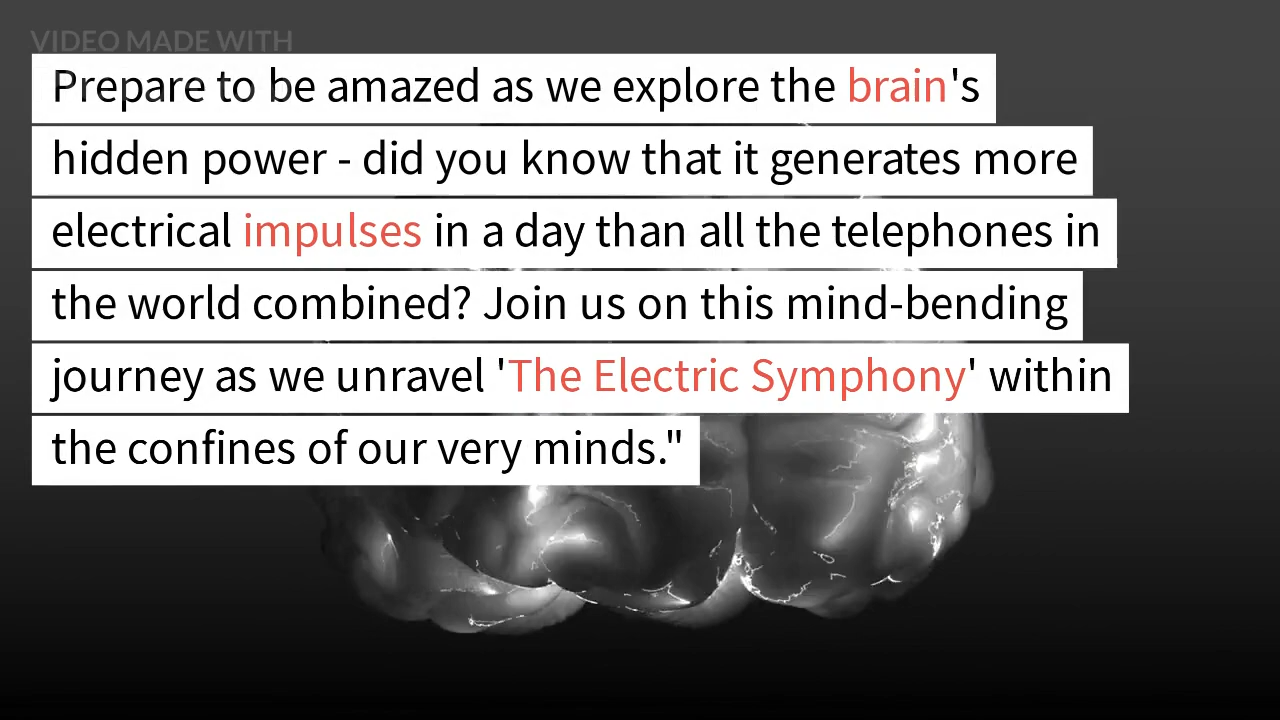 VIDEO MADE WITH
Prepare to be amazed as we explore the brain's
hidden power - did you know that it generates more
electrical impulses in a day than all the telephones in
the world combined? Join us on this mind-bending
journey as we unravel 'The Electric Symphony' within
the confines of our very minds."